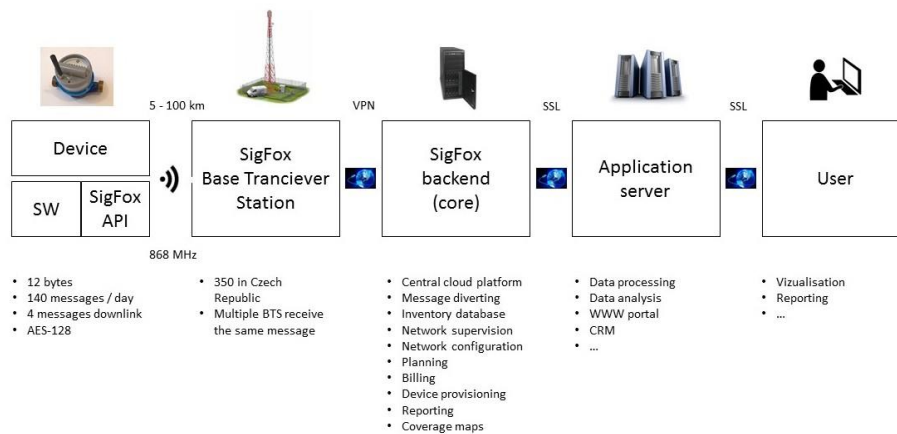 5 - 100 km
VPN
SSL
SSL
Device
SW
SigFox
API
868 MHz
SigFox
Base Tranciever
Station
SigFox
backend
(core)
Application
server
User
• 12 bytes
• 140 messages / day
• 4 messages downlink
• AES-128
• 350 in Czech
Republic
• Multiple BTS receive
the same message
• Central cloud platform
• Message diverting
• Inventory database
• Network supervision
• Network configuration
• Planning
• Billing
• Device provisioning
• Reporting
• Coverage maps
• Data processing
• Data analysis
• WWW portal
• CRM
• ...
• Vizualisation
• Reporting
• ...